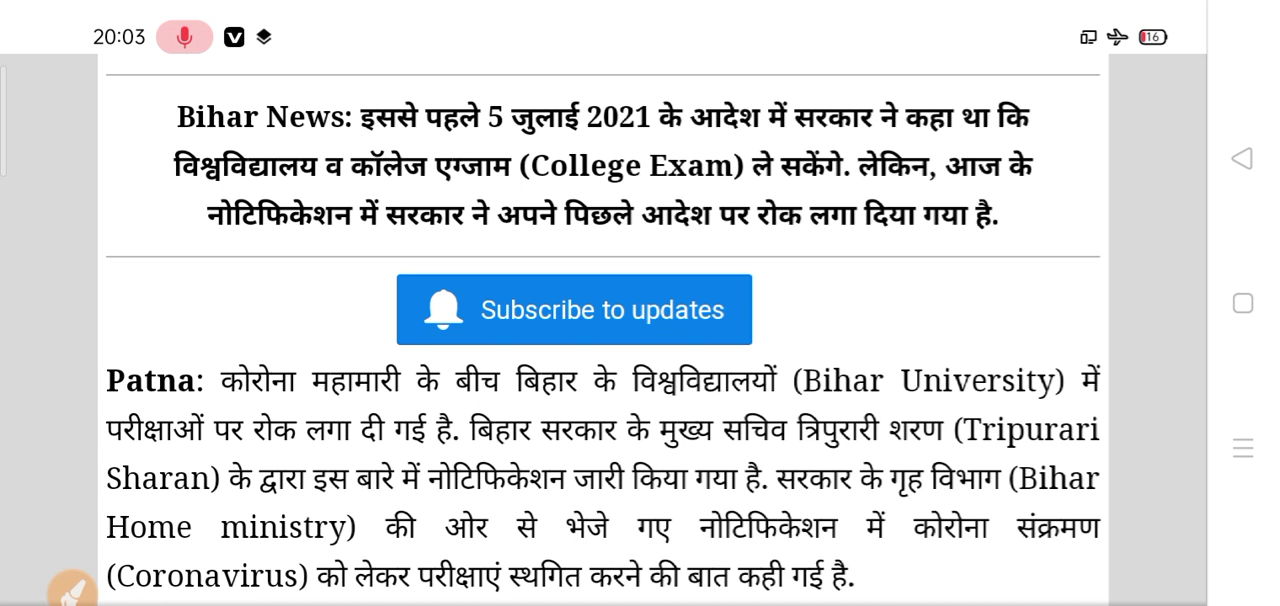 20:03
16
Bihar News: इससे पहले 5 जुलाई 2021 के आदेश में सरकार ने कहा था कि
विश्वविद्यालय व कॉलेज एग्जाम (College Exam) ले सकेंगे. लेकिन, आज के
नोटिफिकेशन में सरकार ने अपने पिछले आदेश पर रोक लगा दिया गया है.
Subscribe to updates
Patna: कोरोना महामारी के बीच बिहार के विश्वविद्यालयों (Bihar University) में
परीक्षाओं पर रोक लगा दी गई है. बिहार सरकार के मुख्य सचिव त्रिपुरारी शरण (Tripurari
Sharan) के द्वारा इस बारे में नोटिफिकेशन जारी किया गया है. सरकार के गृह विभाग (Bihar
Home ministry) की ओर से भेजे गए नोटिफिकेशन में कोरोना संक्रमण
(Coronavirus) को लेकर परीक्षाएं स्थगित करने की बात कही गई है.